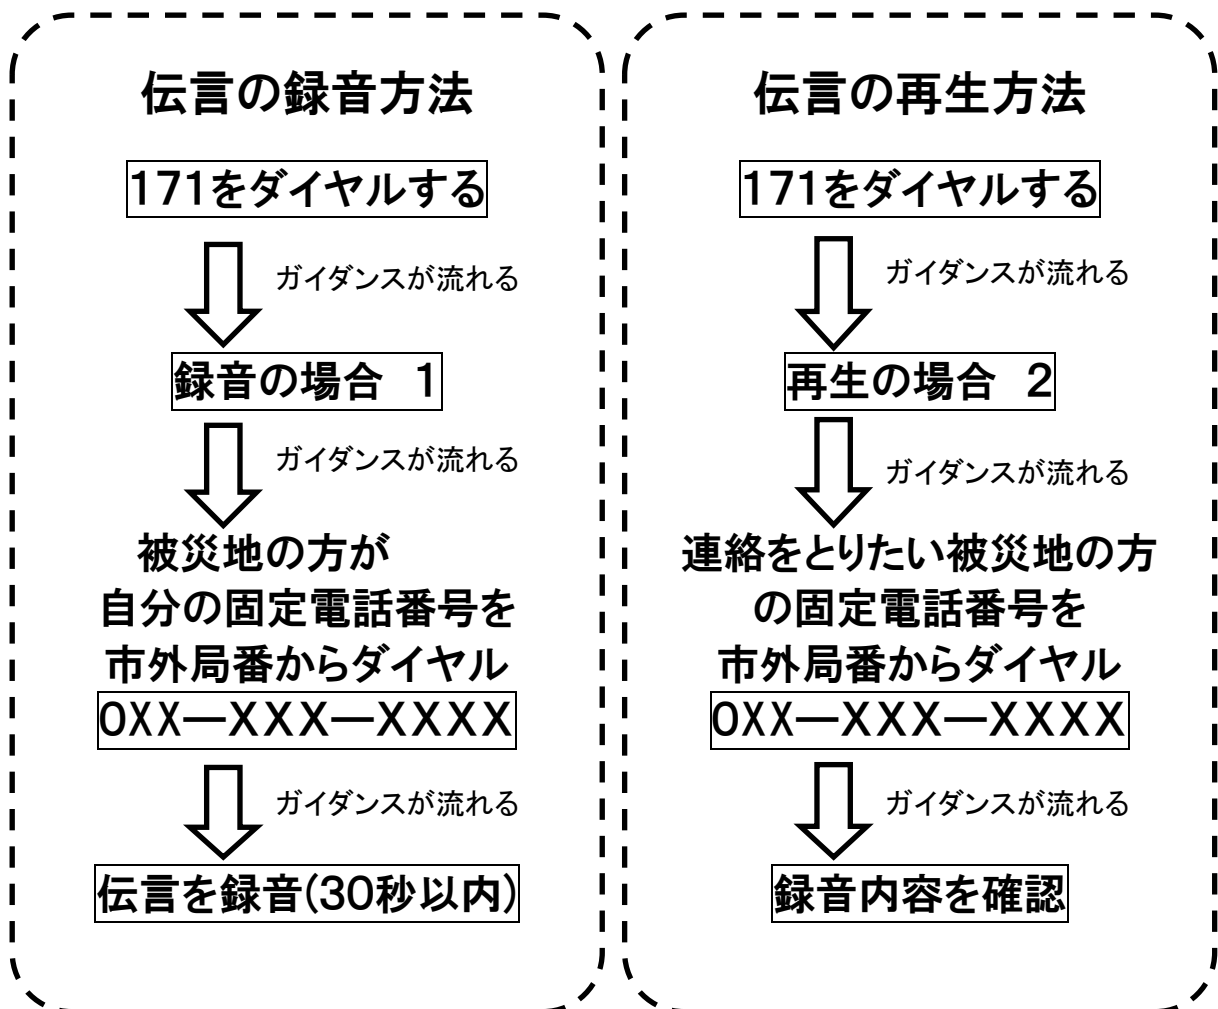 伝言の録音方法
171をダイヤルする
ガイダンスが流れる
録音の場合　1
ガイダンスが流れる
被災地の方が
自分の固定電話番号を
市外局番からダイヤル
0XX―XXX―XXXX
ガイダンスが流れる
伝言を録音(30秒以内)
伝言の再生方法
171をダイヤルする
ガイダンスが流れる
再生の場合　2
ガイダンスが流れる
連絡をとりたい被災地の方
の固定電話番号を
市外局番からダイヤル
0XX―XXX―XXXX
ガイダンスが流れる
録音内容を確認